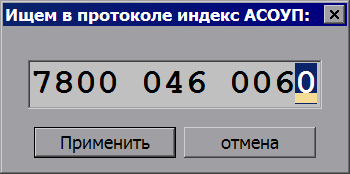 Ищем в протоколе индекс АСОУП:
7800 046 0060
Применить отмена